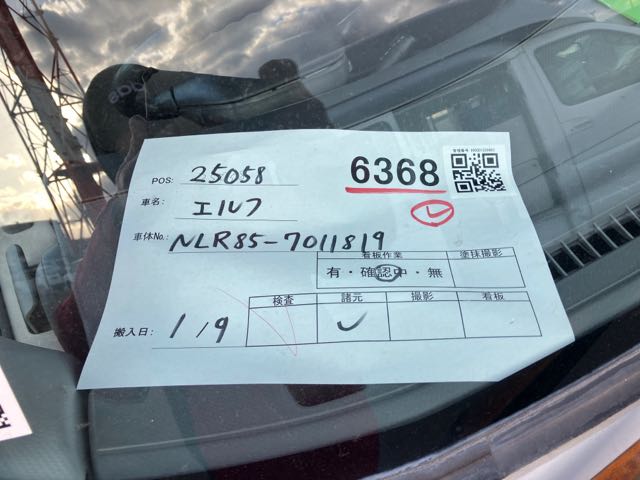 POS: 25058
6368
車名: エルフ
車体No.: NLR85-7011819
看板作業 塗抹撮影
有・確認中・無
検査 諸元 撮影 看板
搬入日: 1/9